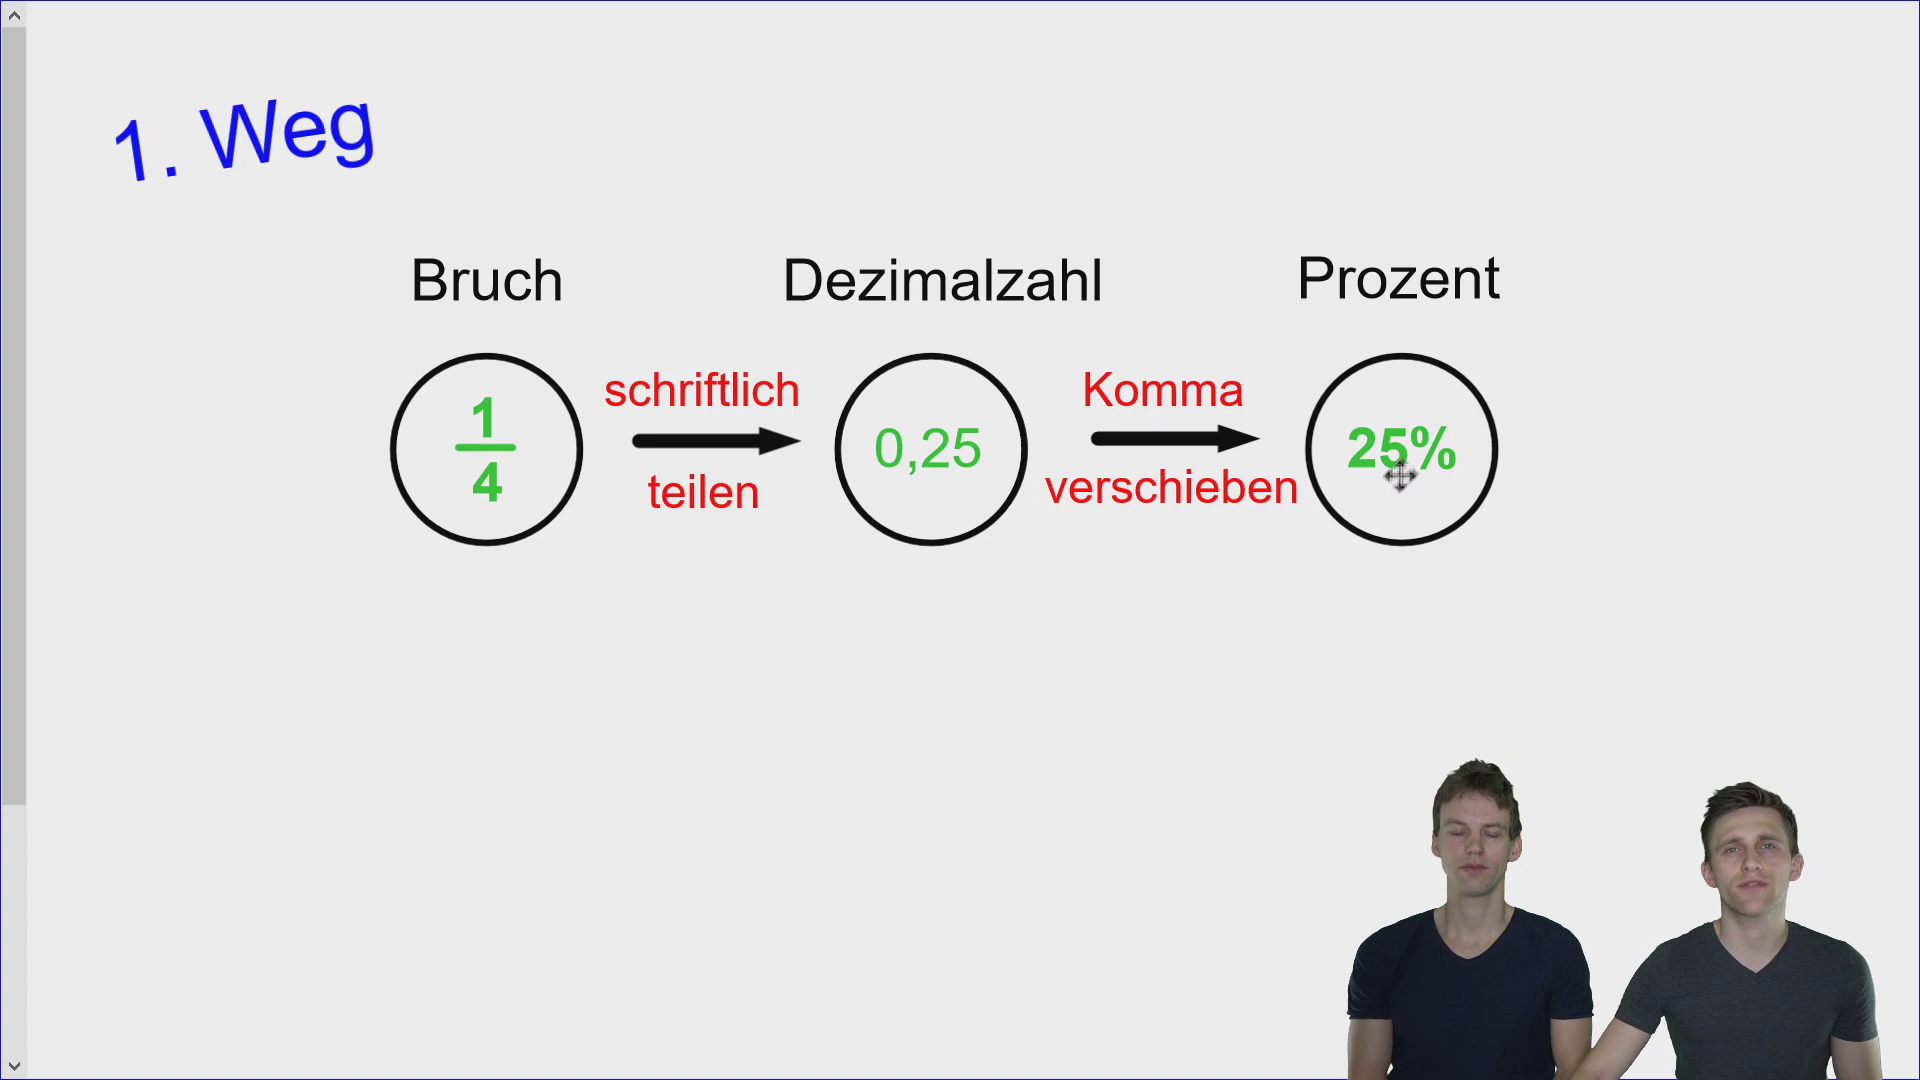 1. Weg
Bruch Dezimalzahl Prozent
schriftlich Komma
1
4
0,25
25%
teilen verschieben